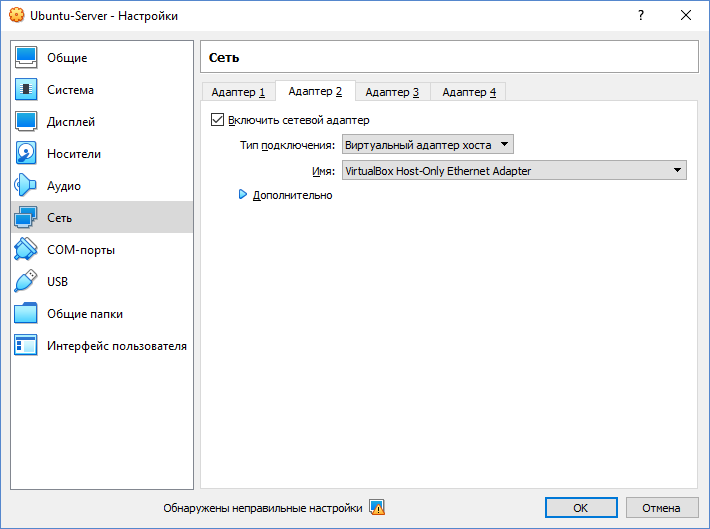 Ubuntu-Server - Настройки
?
Общие
Система
Дисплей
Носители
Аудио
Сеть
COM-порты
USB
Общие папки
Интерфейс пользователя
Сеть
Адаптер 1 Адаптер 2 Адаптер 3 Адаптер 4
Включить сетевой адаптер
Тип подключения: Виртуальный адаптер хоста
Имя: VirtualBox Host-Only Ethernet Adapter
Дополнительно
Обнаружены неправильные настройки
OK Отмена